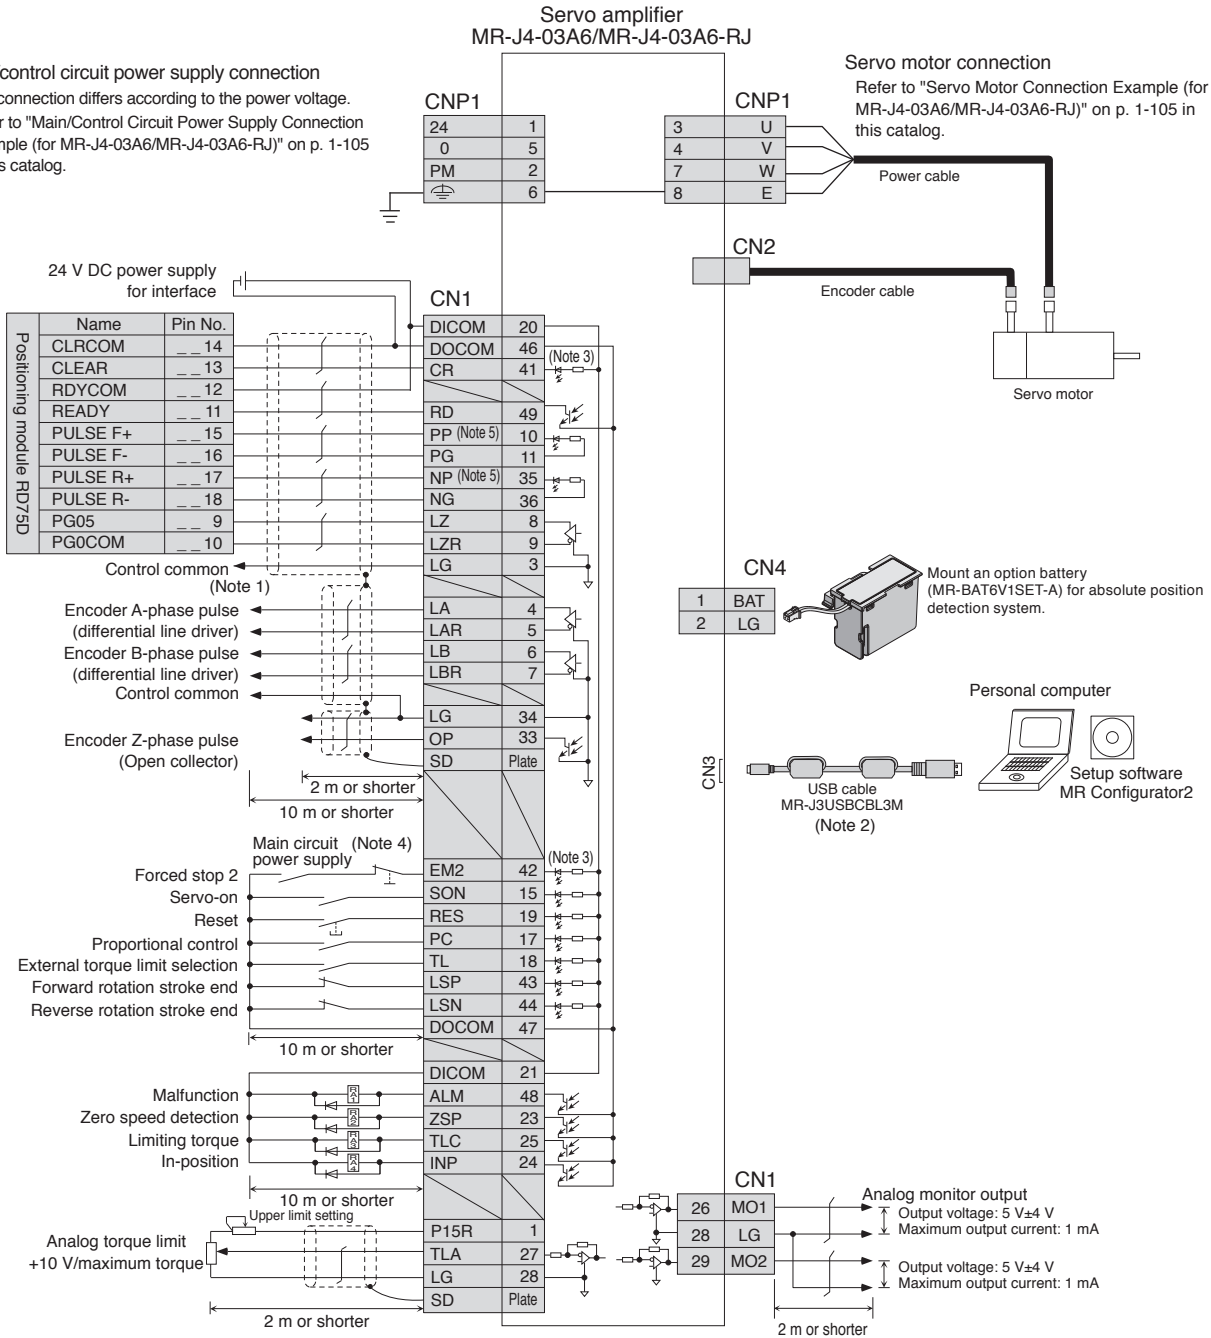 Servo amplifier
MR-J4-03A6/MR-J4-03A6-RJ
/control circuit power supply connection
connection differs according to the power voltage.
r to "Main/Control Circuit Power Supply Connection
mple (for MR-J4-03A6/MR-J4-03A6-RJ)" on p. 1-105
s catalog.
Servo motor connection
Refer to "Servo Motor Connection Example (for
MR-J4-03A6/MR-J4-03A6-RJ)" on p. 1-105 in
this catalog.
CNP1
24 1
0 5
PM 2
6
CNP1
3 U
4 V
7 W
8 E
Power cable
CN2
Encoder cable
Servo motor
24 V DC power supply
for interface
Positioning module RD75D
Name Pin No.
CLRCOM _ _ 14
CLEAR _ _ 13
RDYCOM _ _ 12
READY _ _ 11
PULSE F+ _ _ 15
PULSE F- _ _ 16
PULSE R+ _ _ 17
PULSE R- _ _ 18
PG05 _ _ 9
PG0COM _ _ 10
CN1
DICOM 20
DOCOM 46
(Note 3)
CR 41
RD 49
PP (Note 5) 10
PG 11
NP (Note 5) 35
NG 36
LZ 8
LZR 9
LG 3
Control common
(Note 1)
Encoder A-phase pulse
(differential line driver)
Encoder B-phase pulse
(differential line driver)
Control common
LA 4
LAR 5
LB 6
LBR 7
LG 34
OP 33
SD Plate
Encoder Z-phase pulse
(Open collector)
2 m or shorter
10 m or shorter
CN4
1 BAT
2 LG
Mount an option battery
(MR-BAT6V1SET-A) for absolute position
detection system.
Personal computer
CN3
USB cable
MR-J3USBCBL3M
(Note 2)
Setup software
MR Configurator2
Main circuit
power supply
(Note 4)
(Note 3)
Forced stop 2 EM2 42
Servo-on SON 15
Reset RES 19
Proportional control PC 17
External torque limit selection TL 18
Forward rotation stroke end LSP 43
Reverse rotation stroke end LSN 44
DOCOM 47
10 m or shorter
DICOM 21
Malfunction RA1 ALM 48
Zero speed detection RA2 ZSP 23
Limiting torque RA3 TLC 25
In-position RA4 INP 24
10 m or shorter
Upper limit setting
Analog torque limit
+10 V/maximum torque
P15R 1
TLA 27
LG 28
SD Plate
2 m or shorter
CN1
26 MO1
28 LG
29 MO2
Analog monitor output
Output voltage: 5 V±4 V
Maximum output current: 1 mA
Output voltage: 5 V±4 V
Maximum output current: 1 mA
2 m or shorter